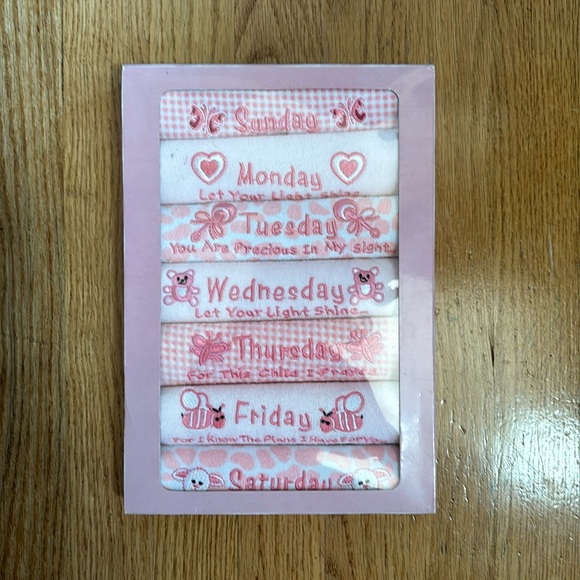 Sunday
Monday
Let Your Light Shine...
Tuesday
You Are Precious In My Sight
Wednesday
Let Your Light Shine...
Thursday
For This Child I Prayed
Friday
For I Know The Plans I Have For You
Saturday